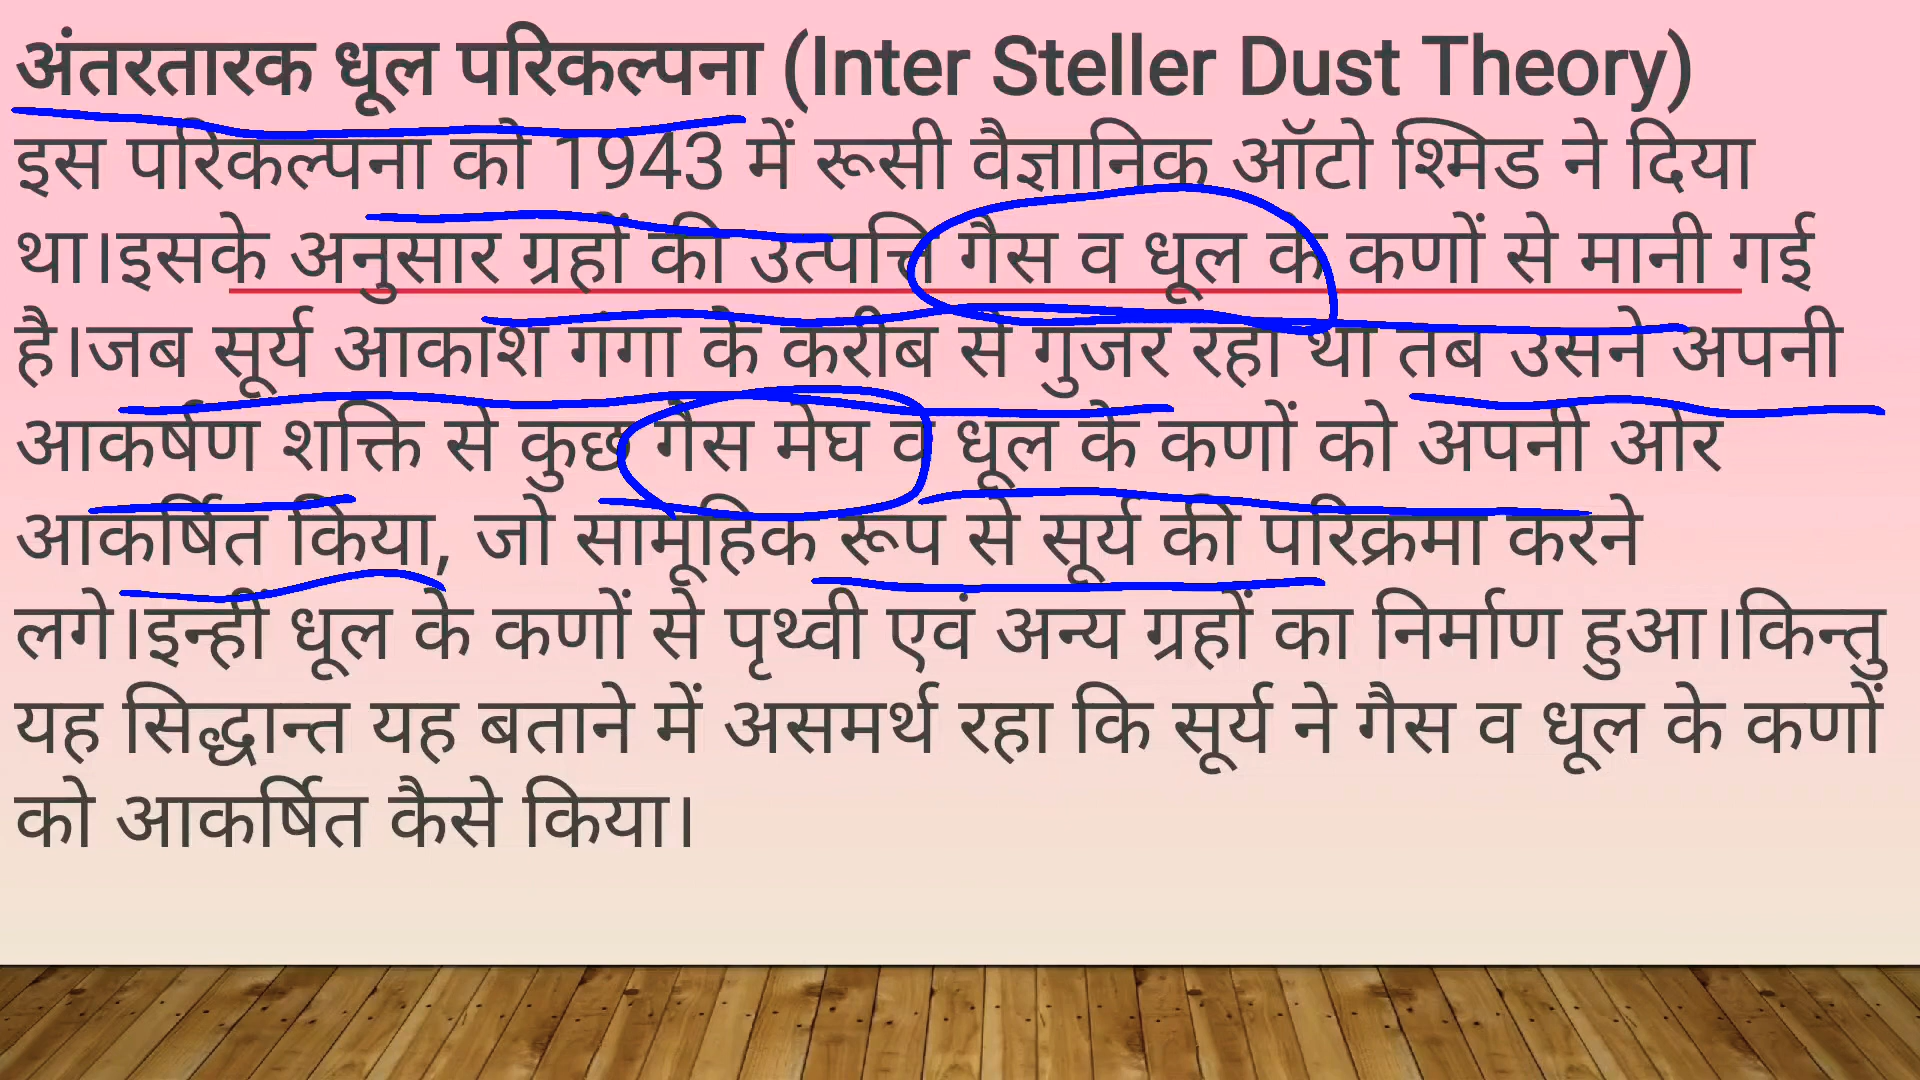 अंतरतारक धूल परिकल्पना (Inter Steller Dust Theory)
इस परिकल्पना को 1943 में रूसी वैज्ञानिक ऑटो श्मिड ने दिया
था।इसके अनुसार ग्रहों की उत्पत्ति गैस व धूल के कणों से मानी गई
है।जब सूर्य आकाश गंगा के करीब से गुजर रहा था तब उसने अपनी
आकर्षण शक्ति से कुछ गैस मेघ व धूल के कणों को अपनी ओर
आकर्षित किया, जो सामूहिक रूप से सूर्य की परिक्रमा करने
लगे।इन्हीं धूल के कणों से पृथ्वी एवं अन्य ग्रहों का निर्माण हुआ।किन्तु
यह सिद्धान्त यह बताने में असमर्थ रहा कि सूर्य ने गैस व धूल के कणों
को आकर्षित कैसे किया।